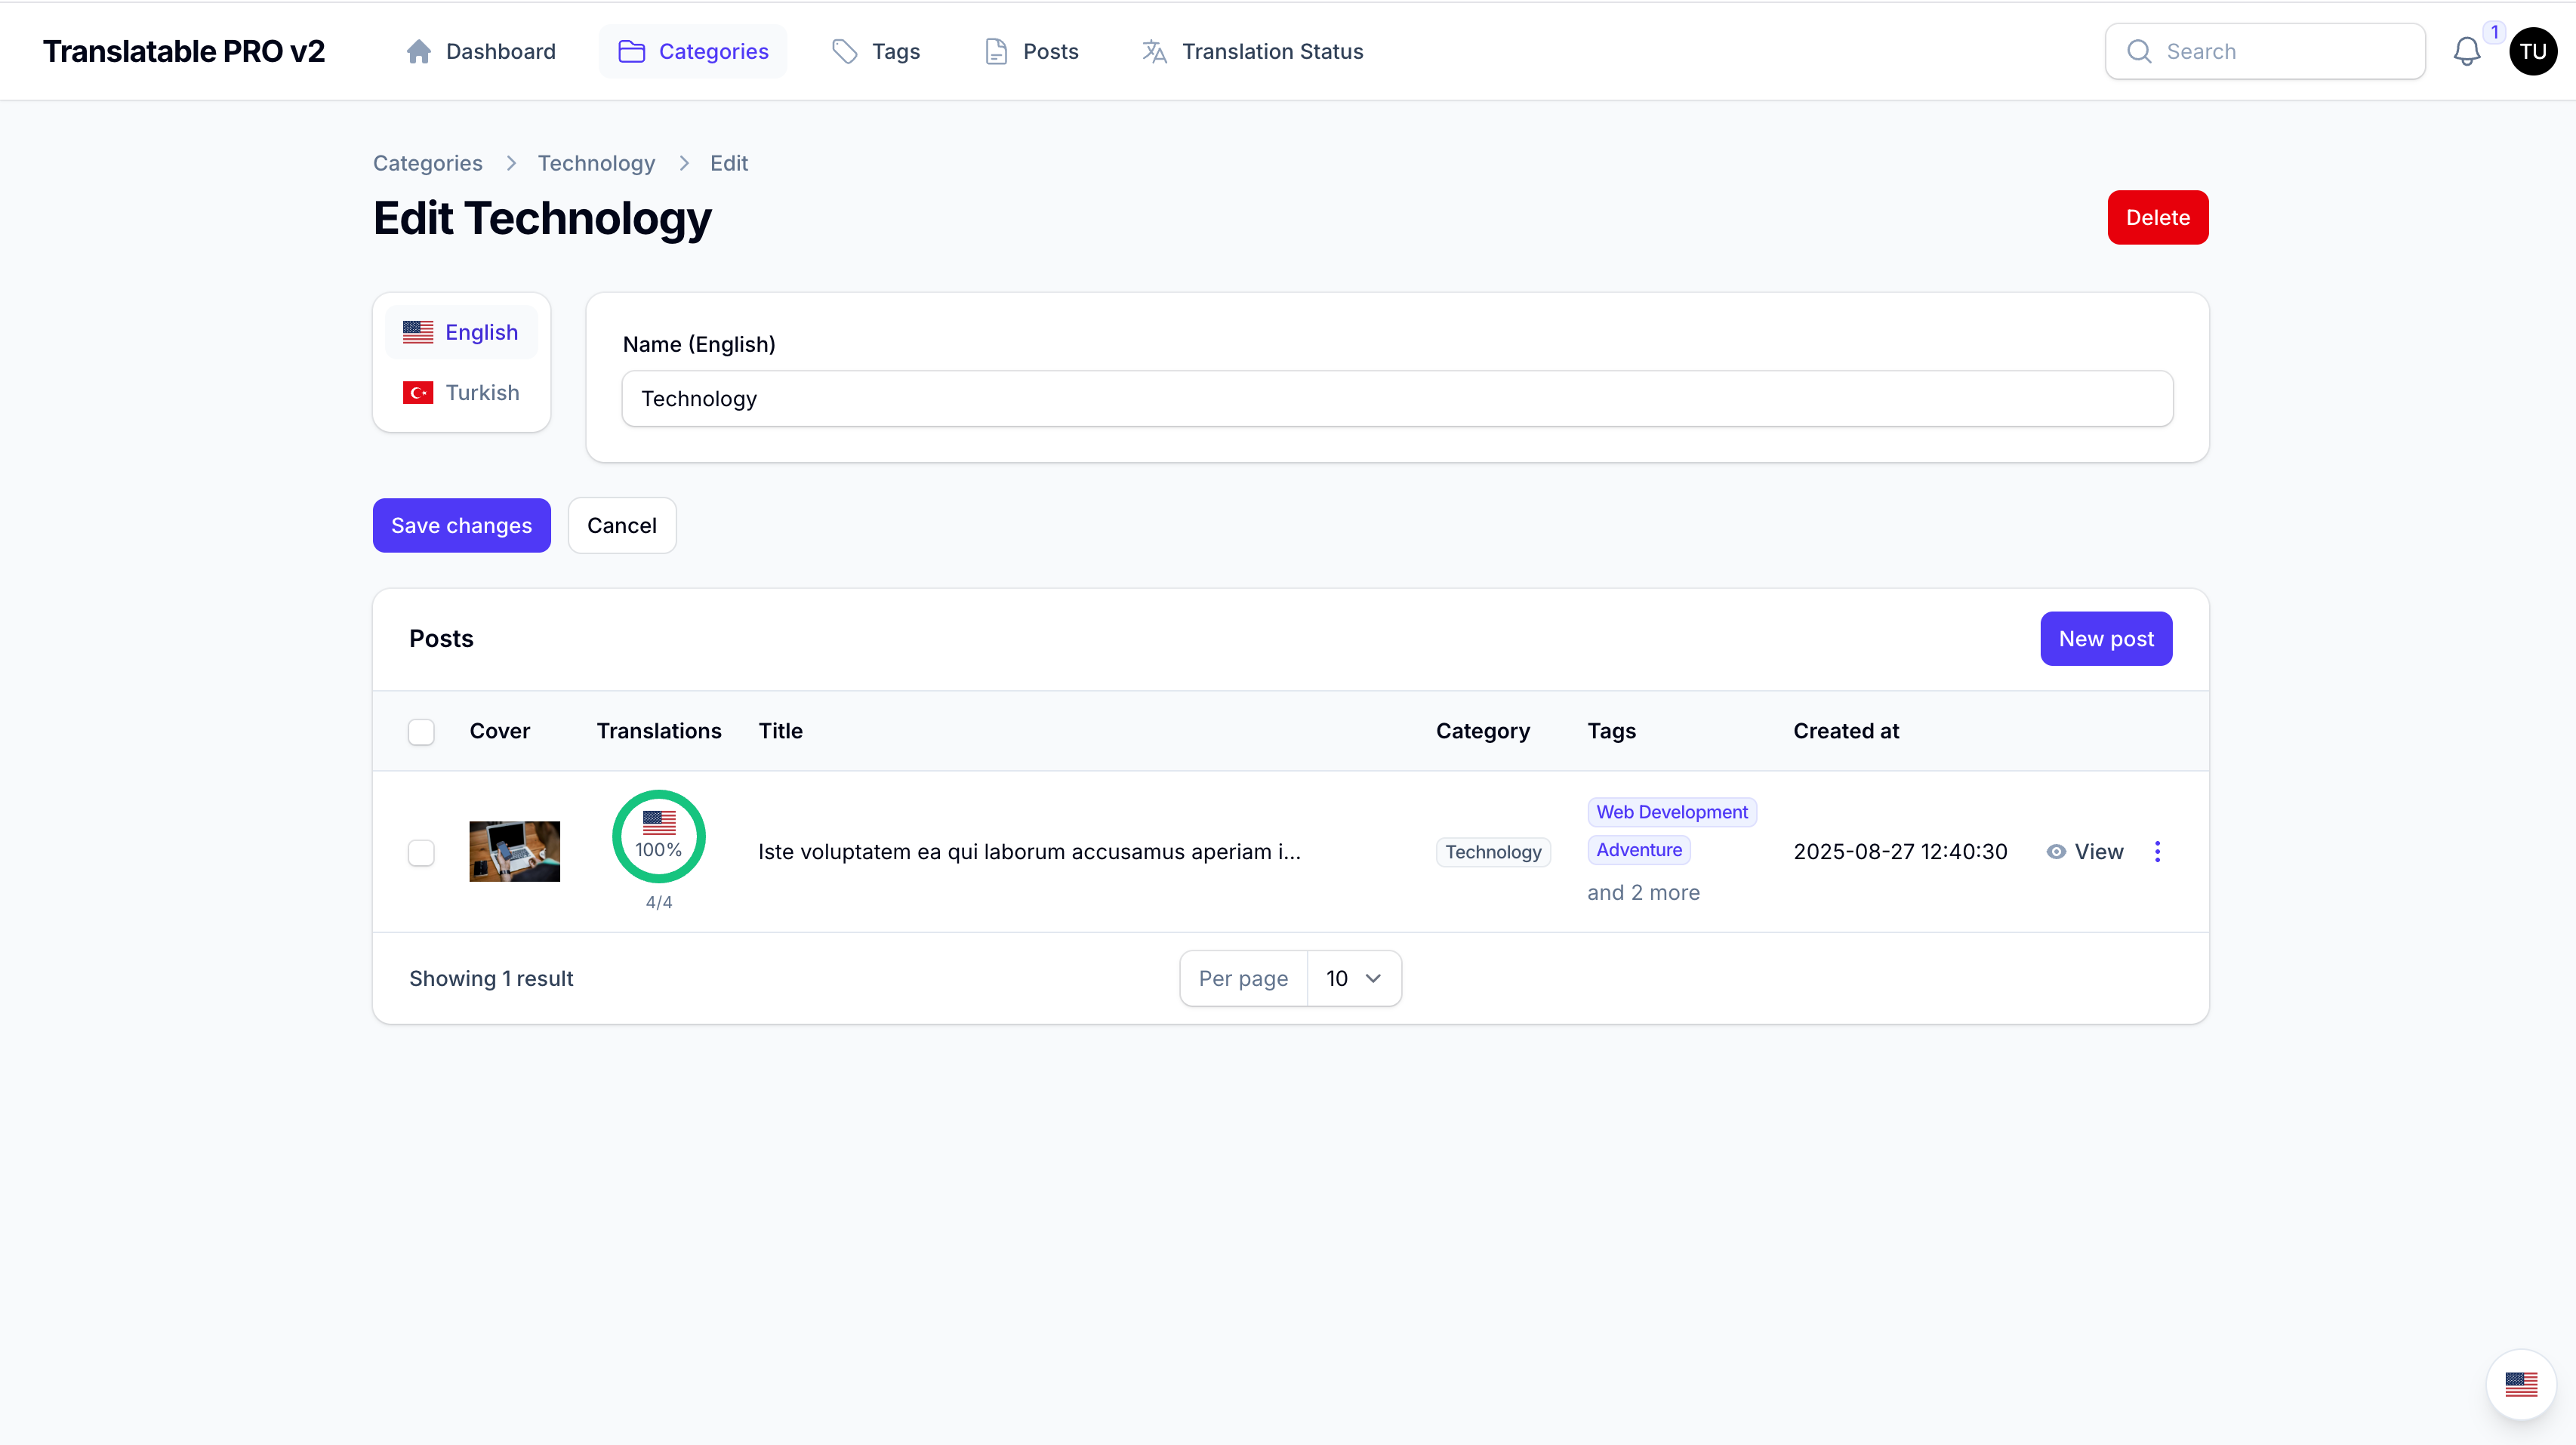 Translatable PRO v2
Dashboard
Categories
Tags
Posts
Translation Status
Search
1
TU
Categories > Technology > Edit
Edit Technology
Delete
English
Turkish
Name (English)
Technology
Save changes
Cancel
Posts
New post
Cover
Translations
Title
Category
Tags
Created at
100%
4/4
Iste voluptatem ea qui laborum accusamus aperiam i...
Technology
Web Development
Adventure
and 2 more
2025-08-27 12:40:30
View
Showing 1 result
Per page
10